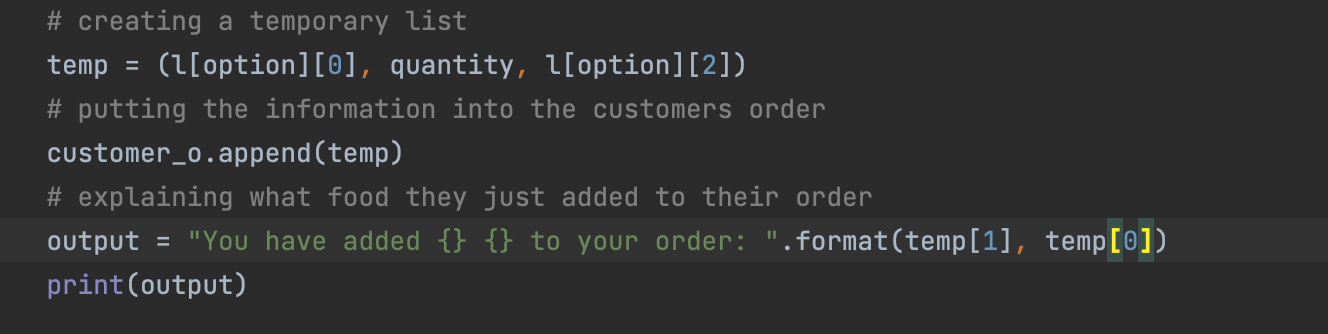 # creating a temporary list
temp = (l[option][0], quantity, l[option][2])
# putting the information into the customers order
customer_o.append(temp)
# explaining what food they just added to their order
output = "You have added {} {} to your order: ".format(temp[1], temp[0])
print(output)